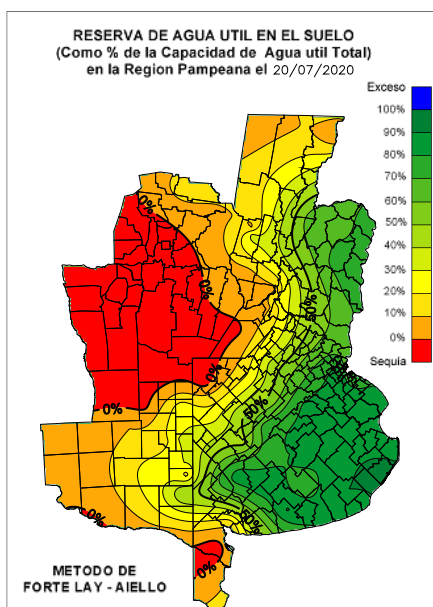 RESERVA DE AGUA UTIL EN EL SUELO
(Como % de la Capacidad de Agua util Total)
en la Region Pampeana el 20/07/2020
Exceso
100%
90%
80%
70%
60%
50%
40%
30%
20%
10%
0%
Sequía
0%
0%
50%
0%
0%
50%
0%
50%
0%
METODO DE
FORTE LAY - AIELLO